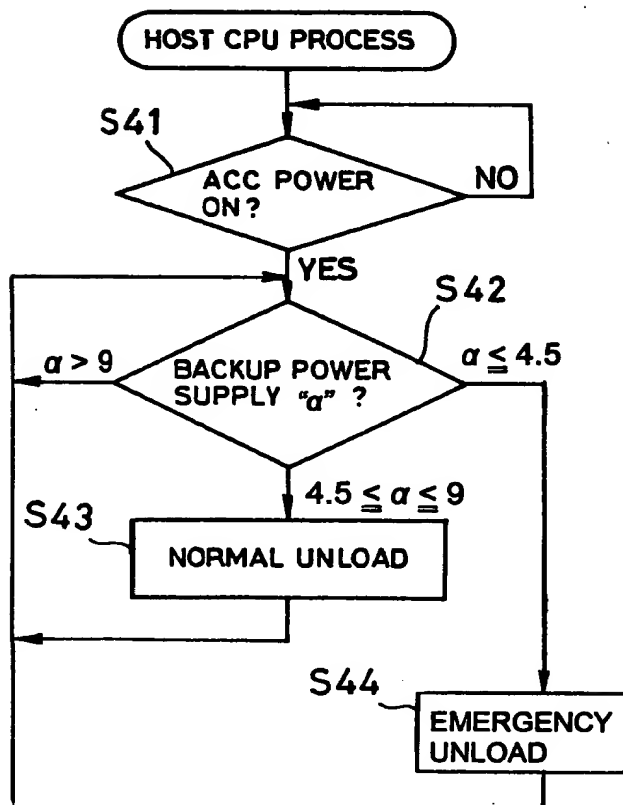 HOST CPU PROCESS
S41
ACC POWER
ON?
NO
YES
S42
α > 9
BACKUP POWER
SUPPLY "α" ?
α ≦ 4.5
4.5 ≦ α ≦ 9
S43
NORMAL UNLOAD
S44
EMERGENCY
UNLOAD